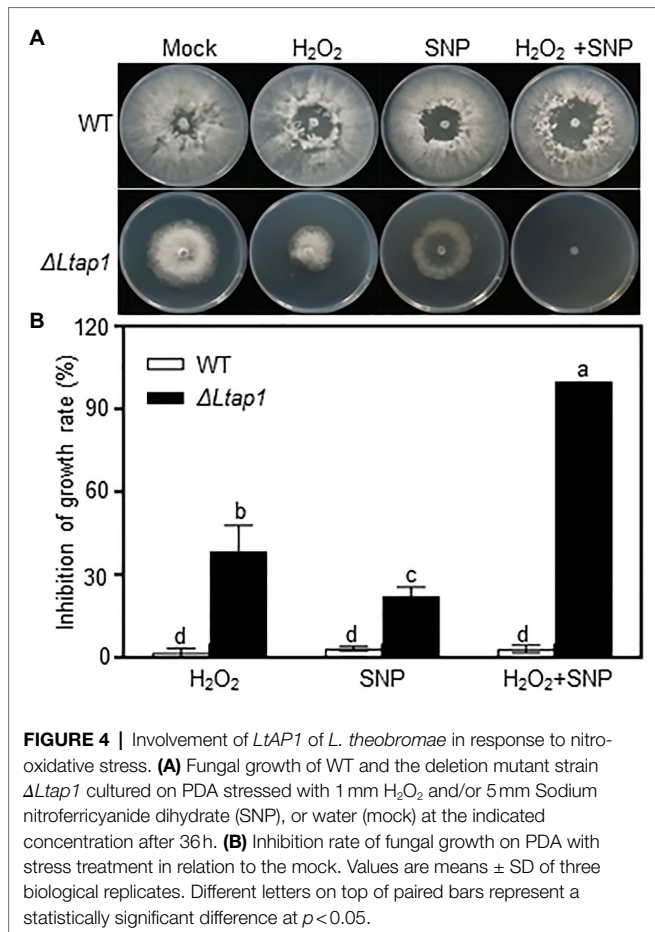 A
Mock H₂O₂ SNP H₂O₂ +SNP
WT
ΔLtap1
B
120
90
60
30
0
Inhibition of growth rate (%)
WT
ΔLtap1
d b d c d a
H₂O₂ SNP H₂O₂+SNP
FIGURE 4 | Involvement of LtAP1 of L. theobromae in response to nitro-
oxidative stress. (A) Fungal growth of WT and the deletion mutant strain
ΔLtap1 cultured on PDA stressed with 1 mm H₂O₂ and/or 5 mm Sodium
nitroferricyanide dihydrate (SNP), or water (mock) at the indicated
concentration after 36 h. (B) Inhibition rate of fungal growth on PDA with
stress treatment in relation to the mock. Values are means ± SD of three
biological replicates. Different letters on top of paired bars represent a
statistically significant difference at p < 0.05.